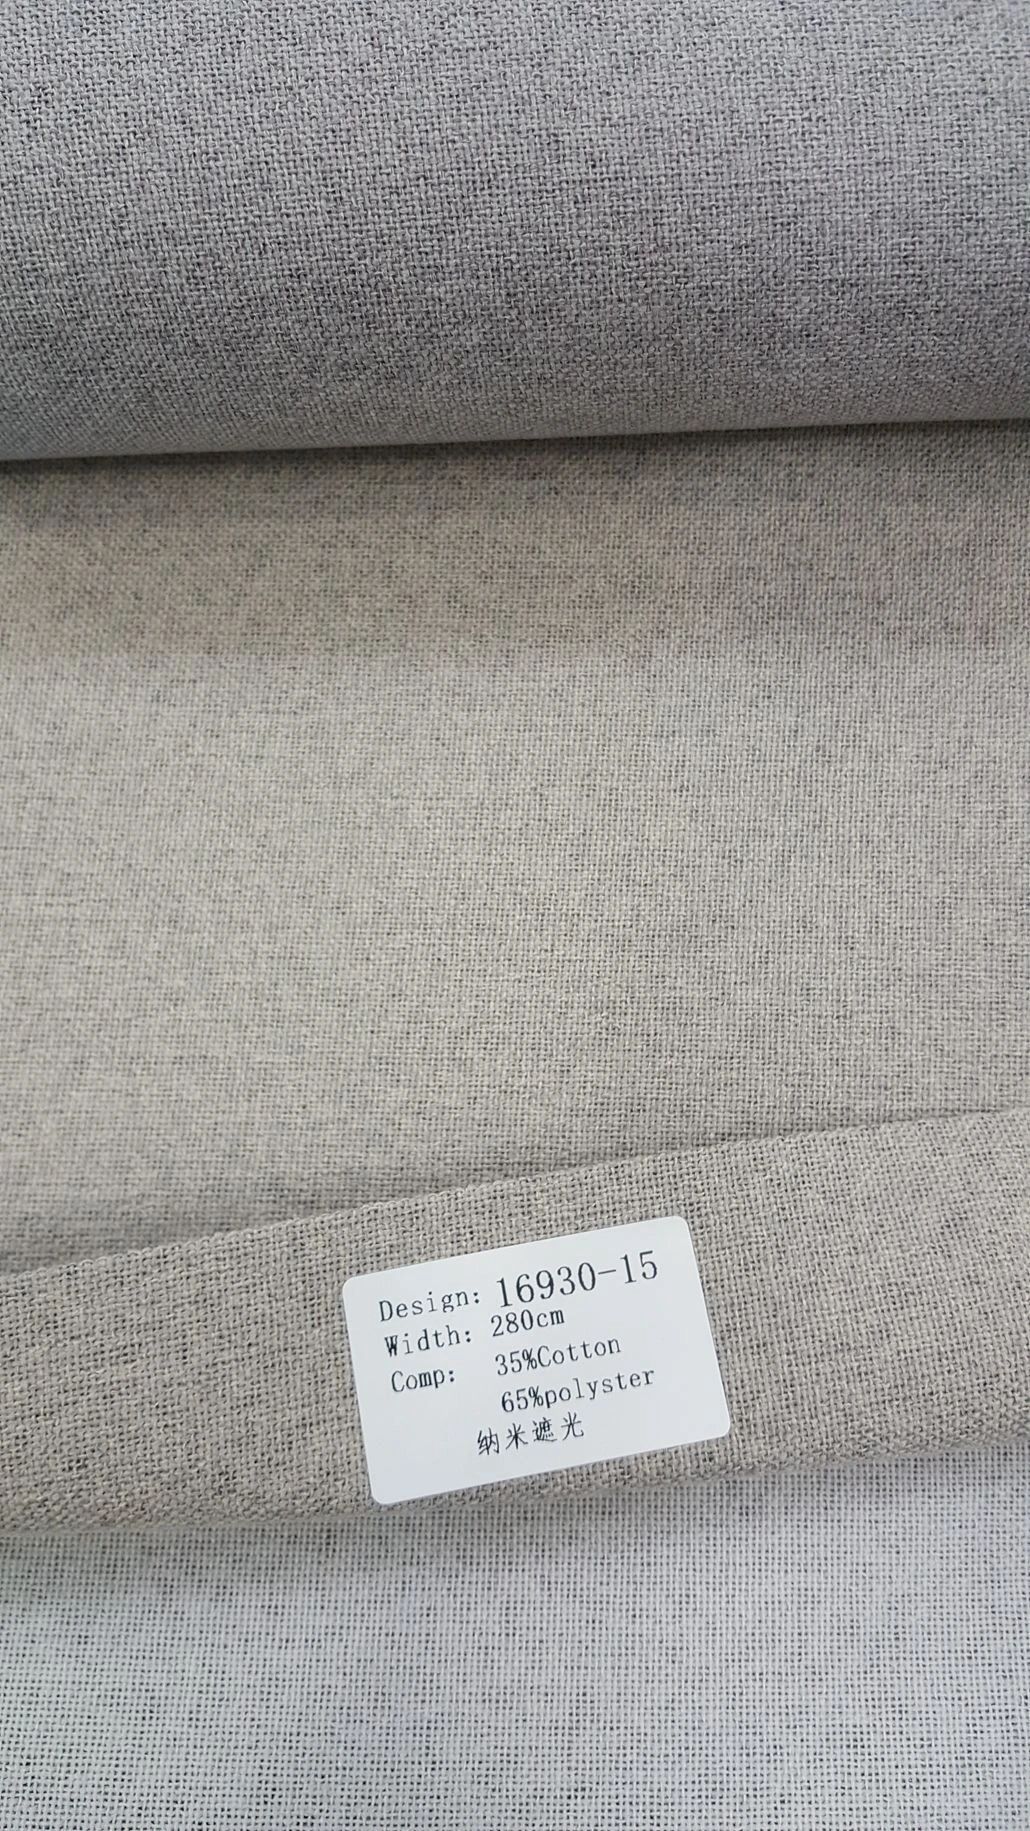 Design: 16930-15
Width: 280cm
Comp: 35%Cotton
65%polyster
纳米遮光